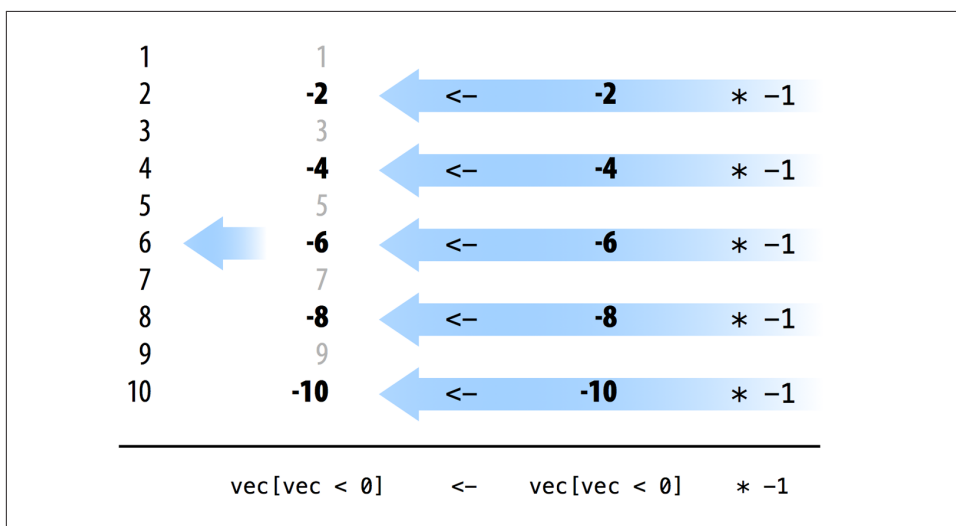 1 1
2 -2 <- -2 * -1
3 3
4 -4 <- -4 * -1
5 5
6 -6 <- -6 * -1
7 7
8 -8 <- -8 * -1
9 9
10 -10 <- -10 * -1
vec[vec < 0] <- vec[vec < 0] * -1